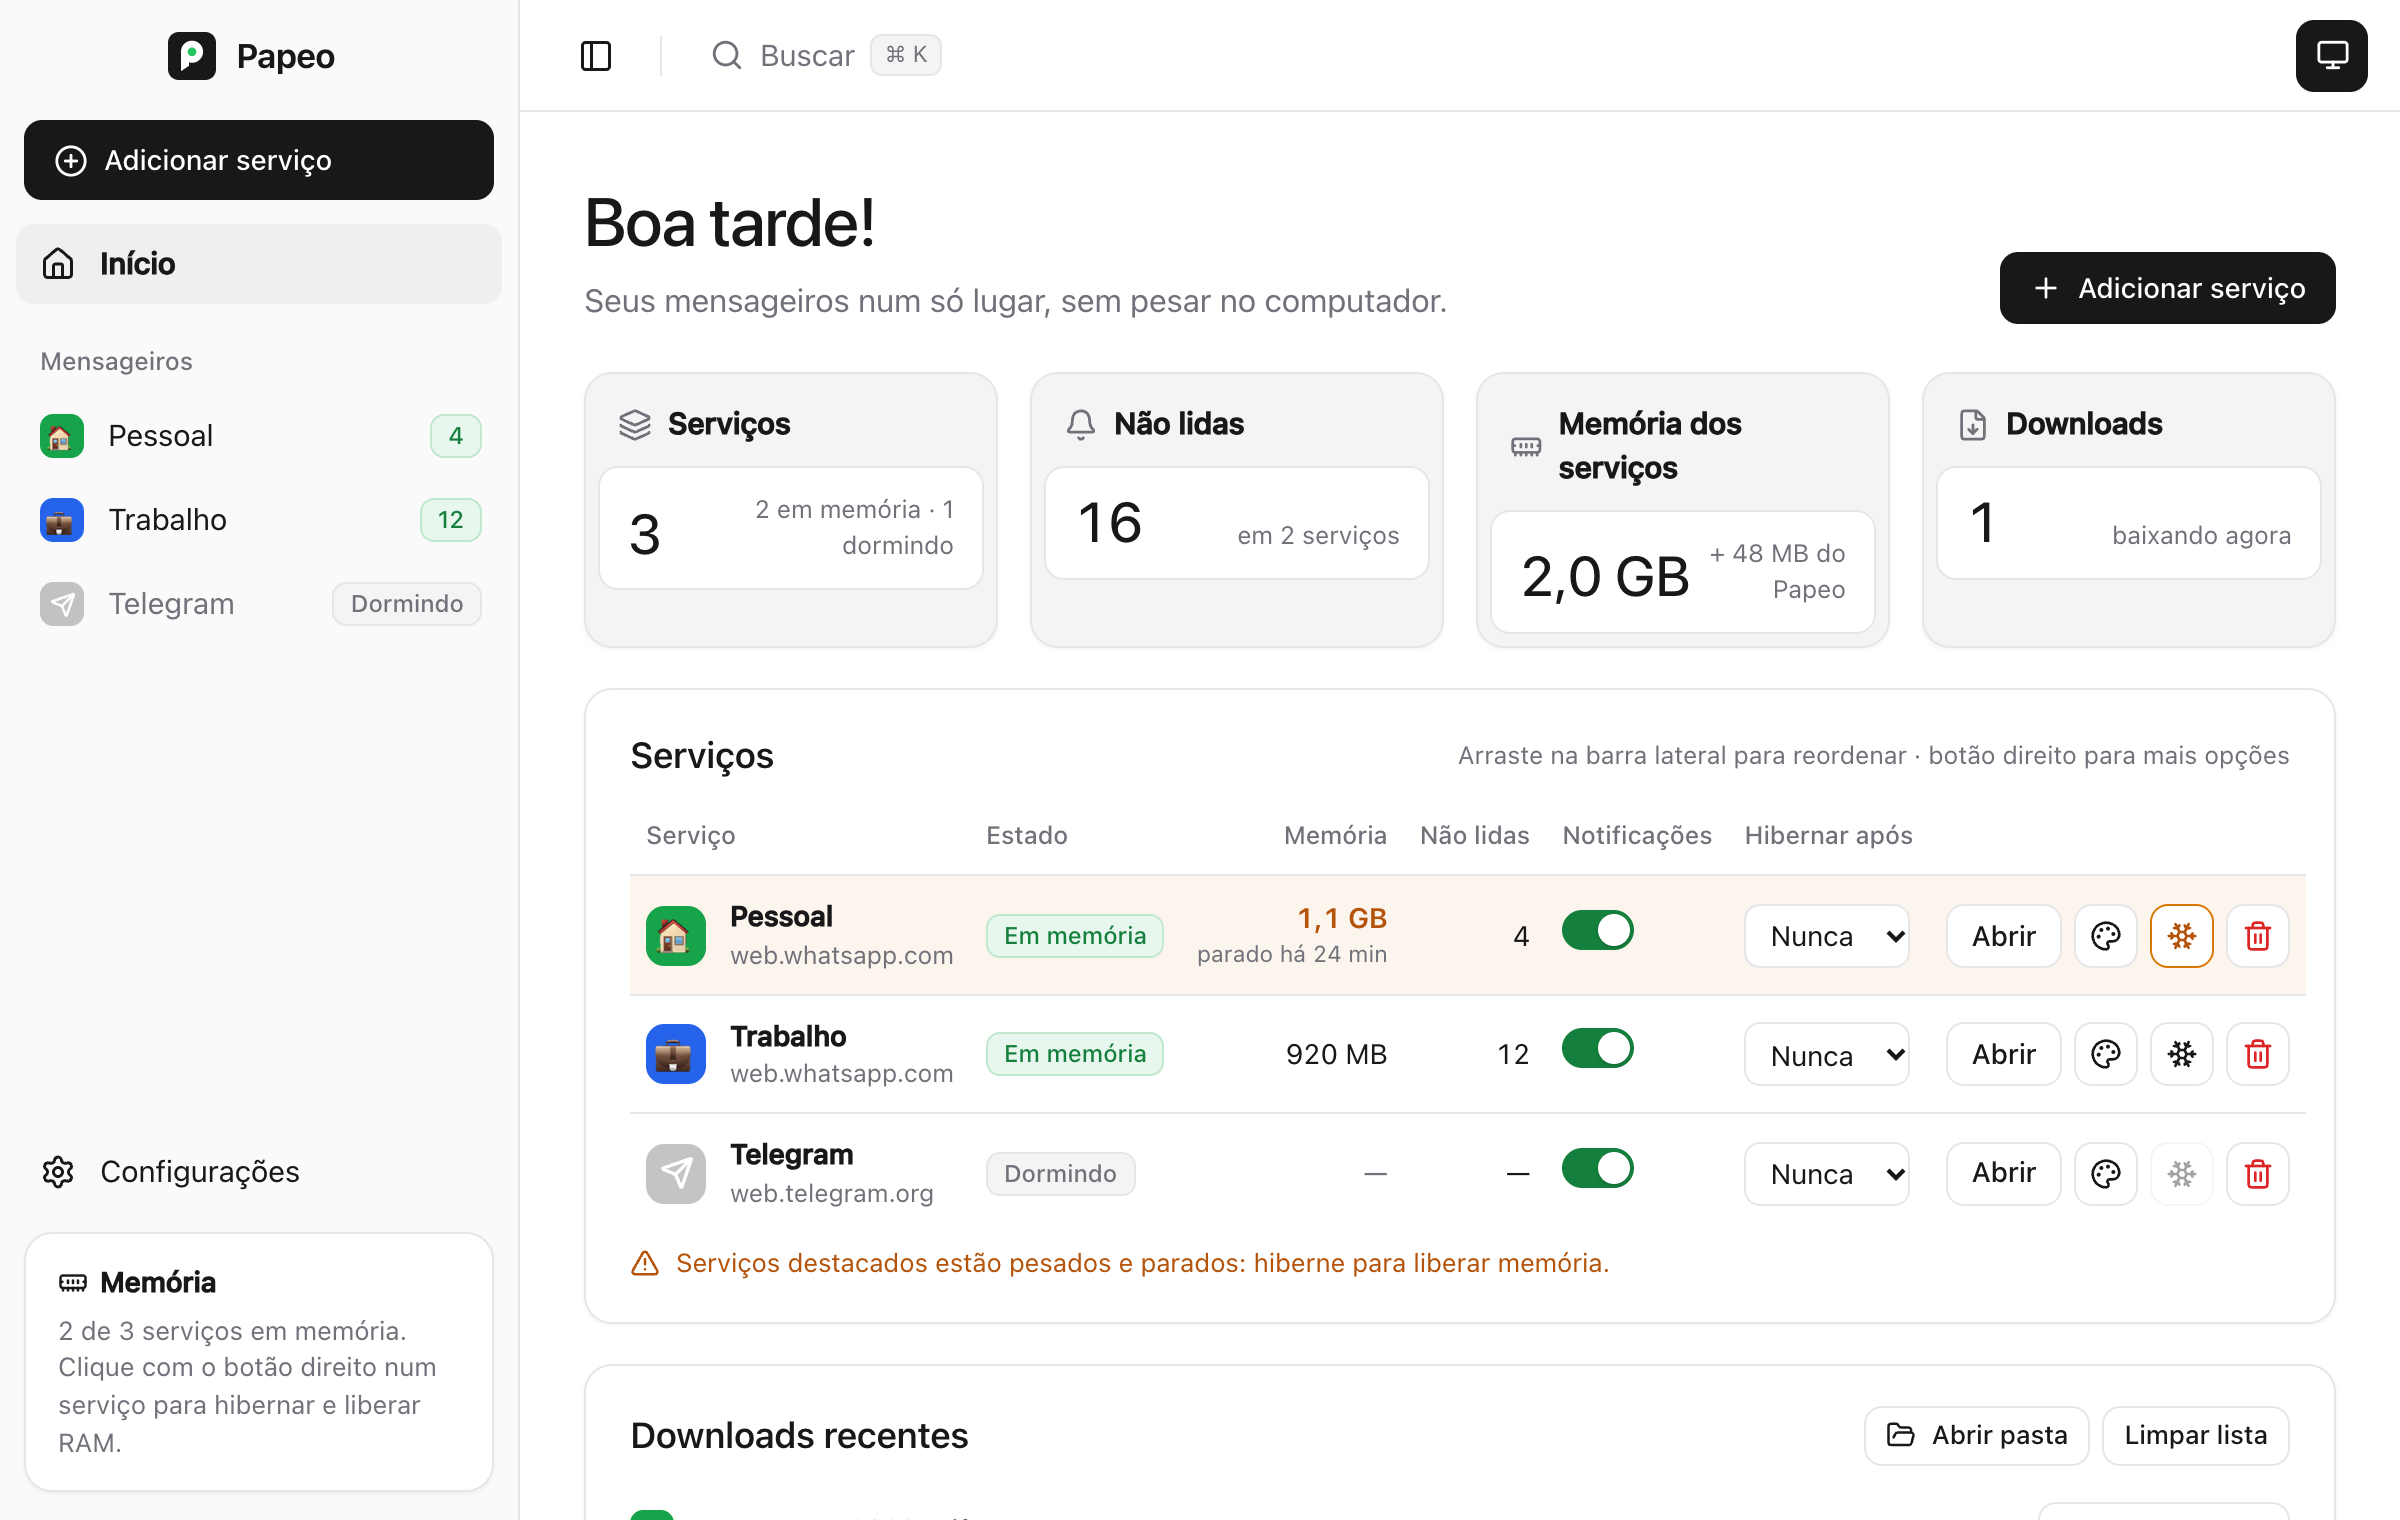 Papeo
Adicionar serviço
Início
Mensageiros
Pessoal 4
Trabalho 12
Telegram Dormindo
Configurações
Memória
2 de 3 serviços em memória.
Clique com o botão direito num
serviço para hibernar e liberar
RAM.
Buscar ⌘ K
Boa tarde!
Seus mensageiros num só lugar, sem pesar no computador.
Adicionar serviço
Serviços
3
2 em memória · 1
dormindo
Não lidas
16 em 2 serviços
Memória dos
serviços
2,0 GB
+ 48 MB do
Papeo
Downloads
1 baixando agora
Serviços Arraste na barra lateral para reordenar · botão direito para mais opções
Serviço Estado Memória Não lidas Notificações Hibernar após
Pessoal
web.whatsapp.com
Em memória
1,1 GB
parado há 24 min
4 Nunca Abrir
Trabalho
web.whatsapp.com
Em memória 920 MB 12 Nunca Abrir
Telegram
web.telegram.org
Dormindo — — Nunca Abrir
Serviços destacados estão pesados e parados: hiberne para liberar memória.
Downloads recentes Abrir pasta Limpar lista